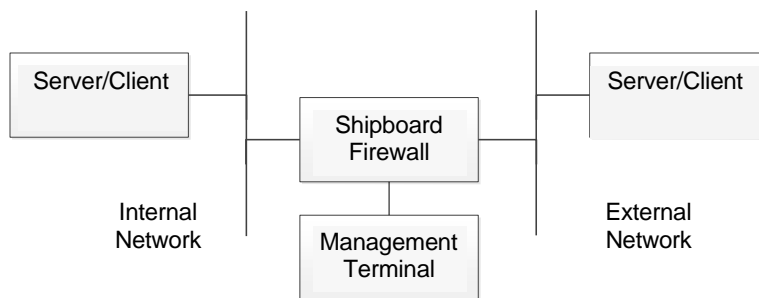 Server/Client
Server/Client
Shipboard
Firewall
Internal
Network
External
Network
Management
Terminal